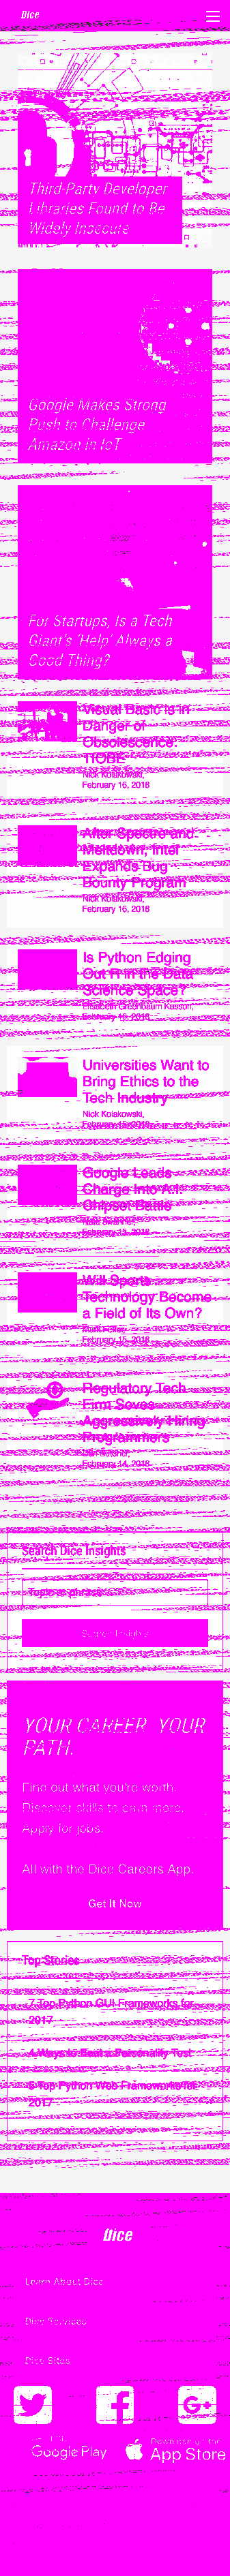 Dice
Third-Party Developer
Libraries Found to Be
Widely Insecure
Google Makes Strong
Push to Challenge
Amazon in IoT
For Startups, Is a Tech
Giant's 'Help' Always a
Good Thing?
Visual Basic is in
Danger of
Obsolescence:
TIOBE
Nick Kolakowski,
February 16, 2018
After Spectre and
Meltdown, Intel
Expands Bug
Bounty Program
Nick Kolakowski,
February 16, 2018
Is Python Edging
Out R in the Data
Science Space?
February 16, 2018
Universities Want to
Bring Ethics to the
Tech Industry
Nick Kolakowski,
February 15, 2018
Google Leads
Charge Into A.I.
Chipset Battle
February 15, 2018
Will Sports
Technology Become
a Field of Its Own?
February 15, 2018
Regulatory Tech
Firm Seves
Aggressively Hiring
Programmers
February 14, 2018
Search Dice Insights
Topic or phrase
Search Insights
YOUR CAREER. YOUR
PATH.
Find out what you're worth.
Discover skills to earn more.
Apply for jobs.
All with the Dice Careers App.
Get It Now
Top Stories
7 Top Python GUI Frameworks for
2017
4 Ways to Beat a Personality Test
5 Top Python Web Frameworks for
2017
Dice
Learn About Dice
Dice Services
Dice Sites
Google Play
Download on the
App Store